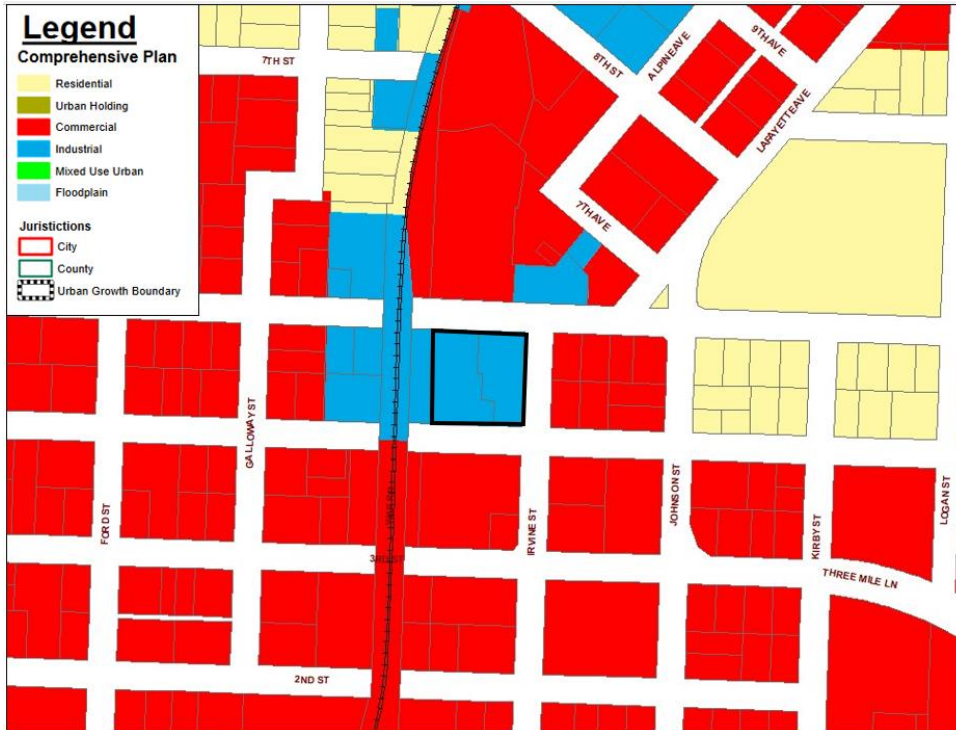 Legend
Comprehensive Plan
Residential
Urban Holding
Commercial
Industrial
Mixed Use Urban
Floodplain
Juristictions
City
County
Urban Growth Boundary
7TH ST
8TH ST
ALPINE AVE
9TH AVE
LAFAYETTE AVE
7TH AVE
GALLOWAY ST
FORD ST
IRVINE ST
JOHNSON ST
KIRBY ST
LOGAN ST
THREE MILE LN
2ND ST